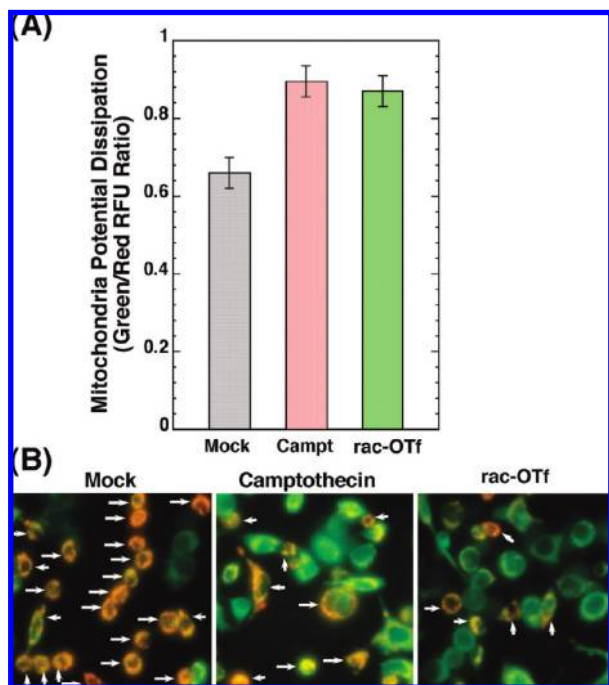 (A)
Mitochondria Potential Dissipation
(Green/Red RFU Ratio)
1
0.8
0.6
0.4
0.2
0
Mock Campt rac-OTf
(B)
Mock Camptothecin rac-OTf